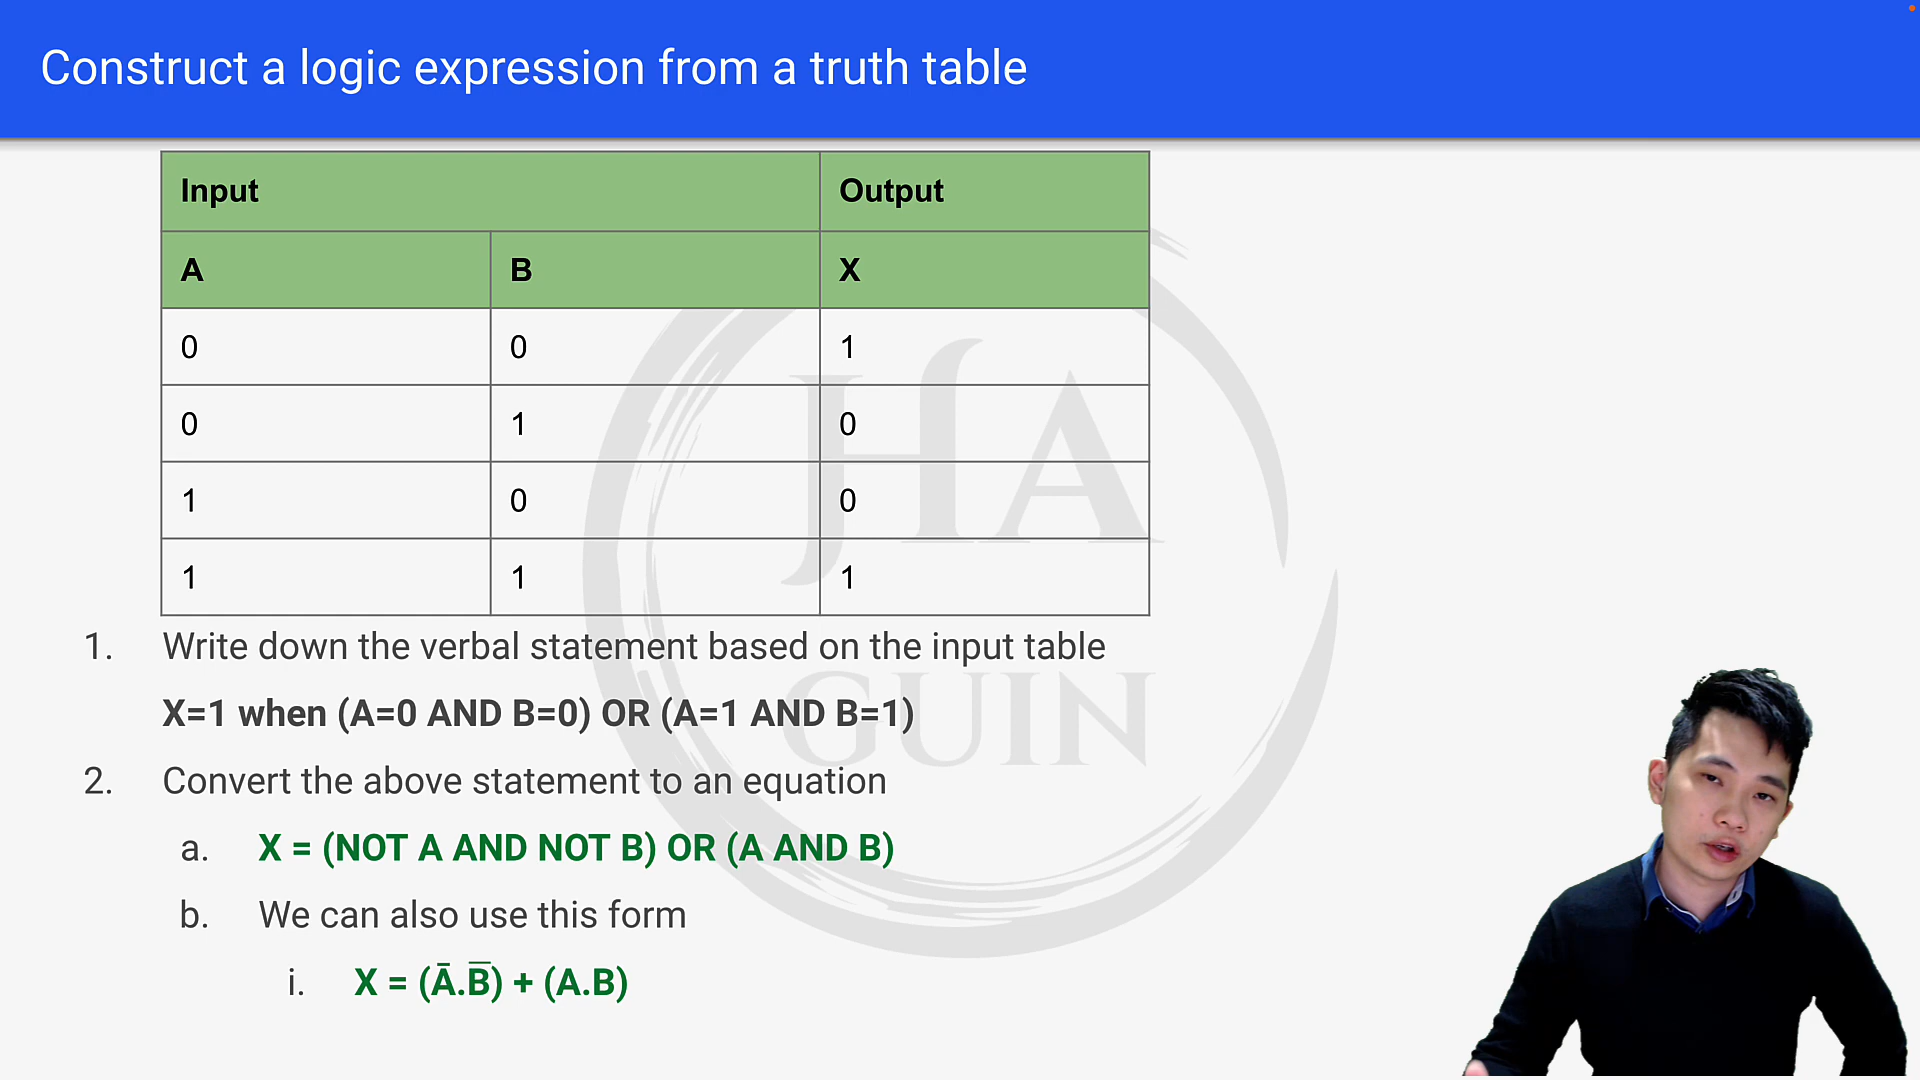 Construct a logic expression from a truth table
Input Output
A B X
0 0 1
0 1 0
1 0 0
1 1 1
1. Write down the verbal statement based on the input table
X=1 when (A=0 AND B=0) OR (A=1 AND B=1)
2. Convert the above statement to an equation
a. X = (NOT A AND NOT B) OR (A AND B)
b. We can also use this form
i. X = (Ā.B̅) + (A.B)
JHA
GUIN